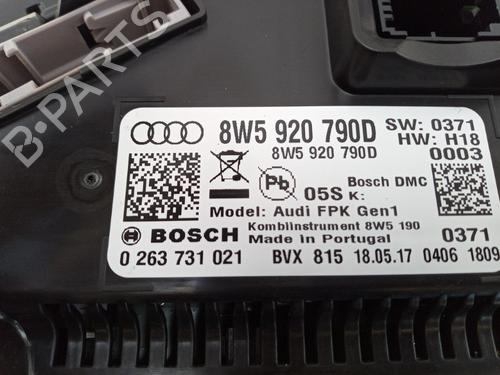 8W5 920 790D SW: 0371
8W5 920 790D HW: H18
0003
Pb 05S K: Bosch DMC
Model: Audi FPK Gen1
BOSCH Kombiinstrument 8W5 190
Made in Portugal 0371
0 263 731 021 BVX 815 18.05.17 0406 1809
B-PARTS